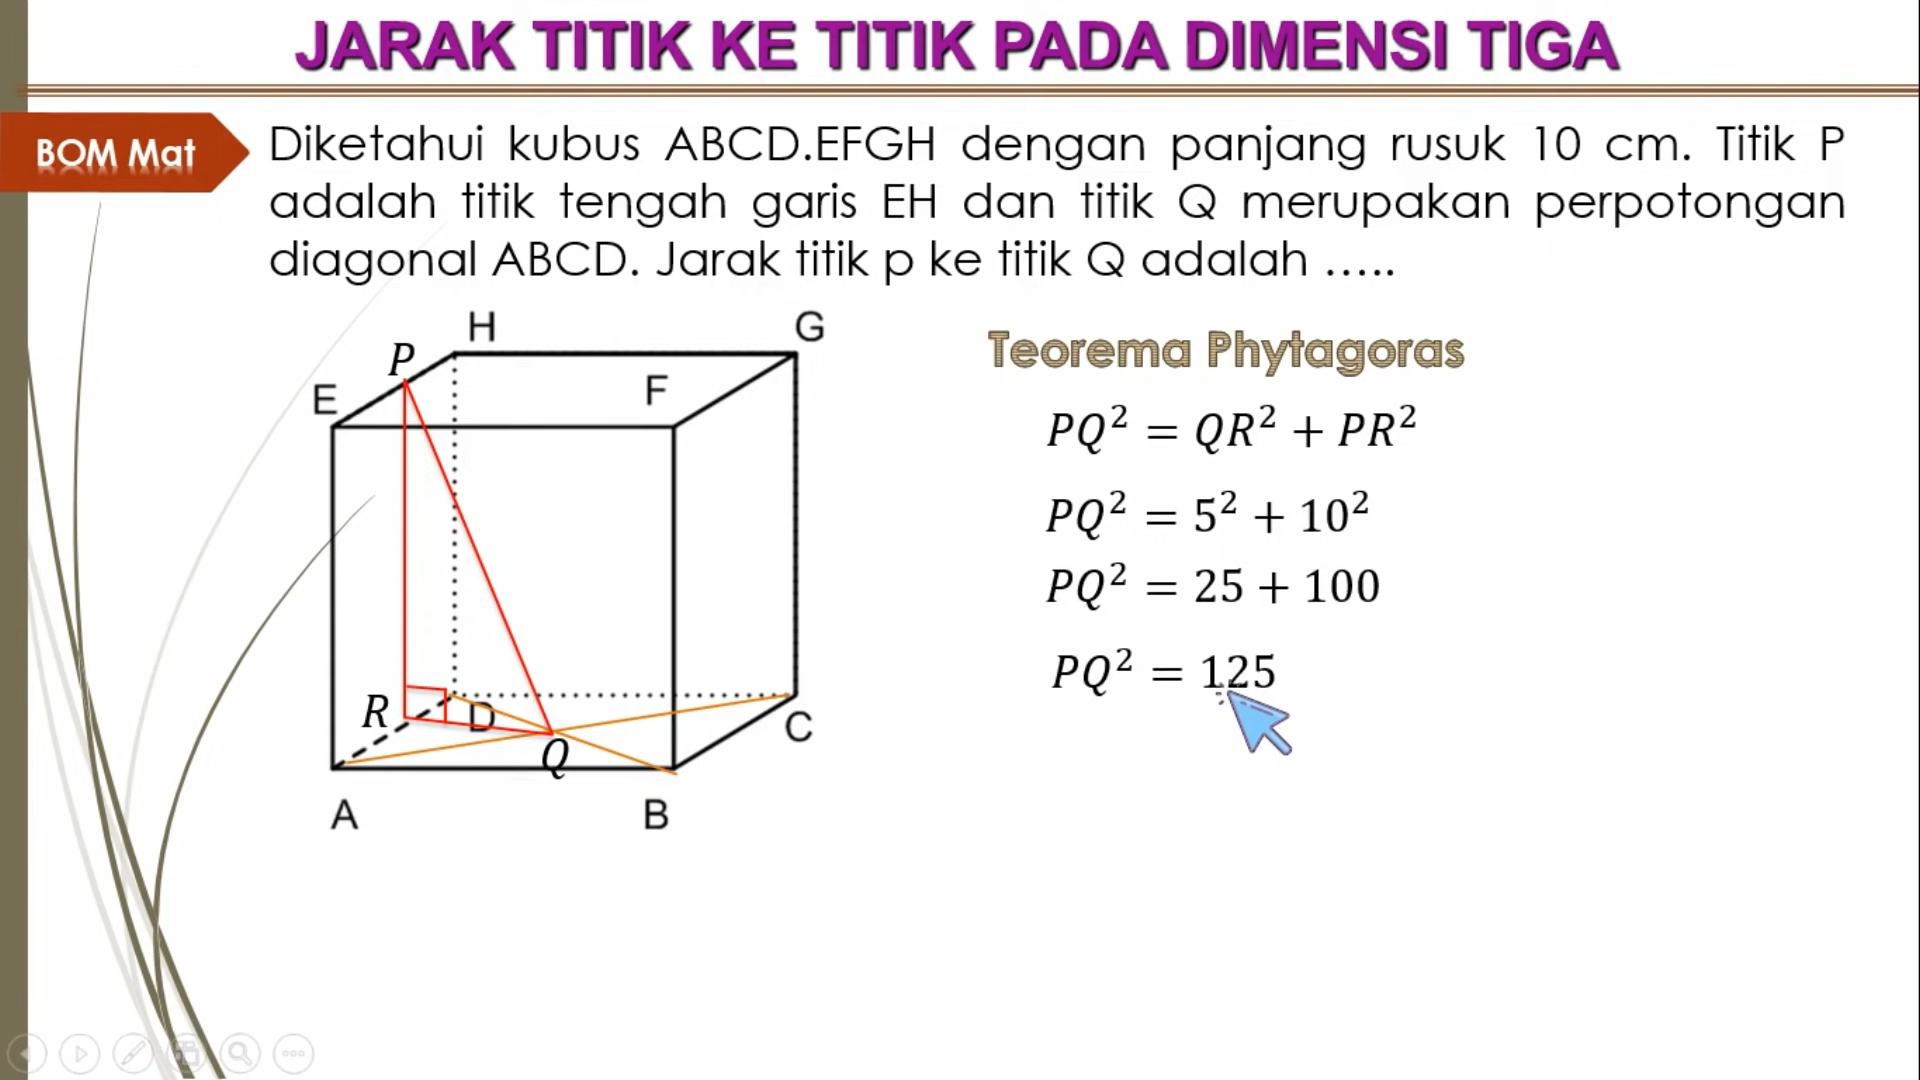 JARAK TITIK KE TITIK PADA DIMENSI TIGA
BOM Mat
Diketahui kubus ABCD.EFGH dengan panjang rusuk 10 cm. Titik P
adalah titik tengah garis EH dan titik Q merupakan perpotongan
diagonal ABCD. Jarak titik p ke titik Q adalah .....
H
G
P
E
F
R
D
Q
C
A
B
Teorema Phytagoras
PQ² = QR² + PR²
PQ² = 5² + 10²
PQ² = 25 + 100
PQ² = 125